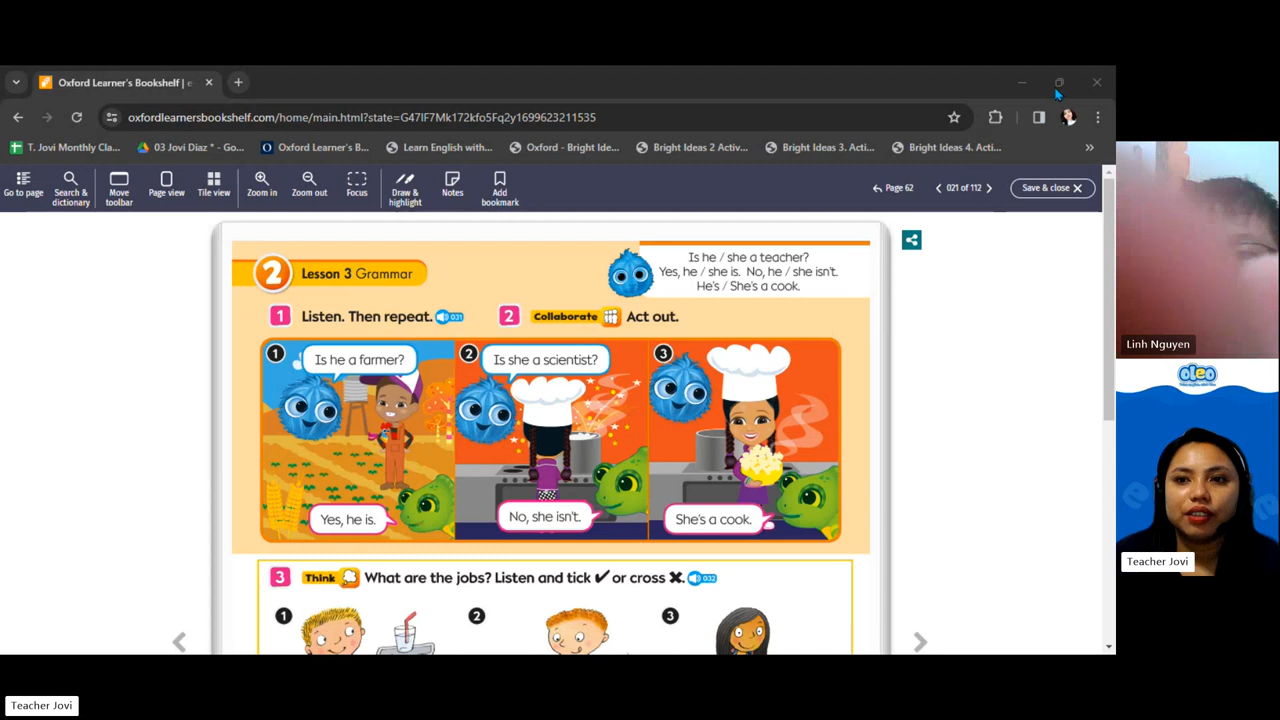 Oxford Learner's Bookshelf | e
oxfordlearnersbookshelf.com/home/main.html?state=G47lF7Mk172kfo5Fq2y1699623211535
T. Jovi Monthly Cla...
03 Jovi Diaz * - Go...
Oxford Learner's B...
Learn English with...
Oxford - Bright Ide...
Bright Ideas 2 Activ...
Bright Ideas 3. Acti...
Bright Ideas 4. Acti...
Go to page
Search & dictionary
Move toolbar
Page view
Tile view
Zoom in
Zoom out
Focus
Draw & highlight
Notes
Add bookmark
Page 62
021 of 112
Save & close
2 Lesson 3 Grammar
Is he / she a teacher?
Yes, he / she is. No, he / she isn't.
He's / She's a cook.
1 Listen. Then repeat. 031
2 Collaborate Act out.
1 Is he a farmer?
Yes, he is.
2 Is she a scientist?
No, she isn't.
3
She's a cook.
3 Think What are the jobs? Listen and tick ✔ or cross ✖. 032
1
2
3
Linh Nguyen
oleo
Teacher Jovi
Teacher Jovi